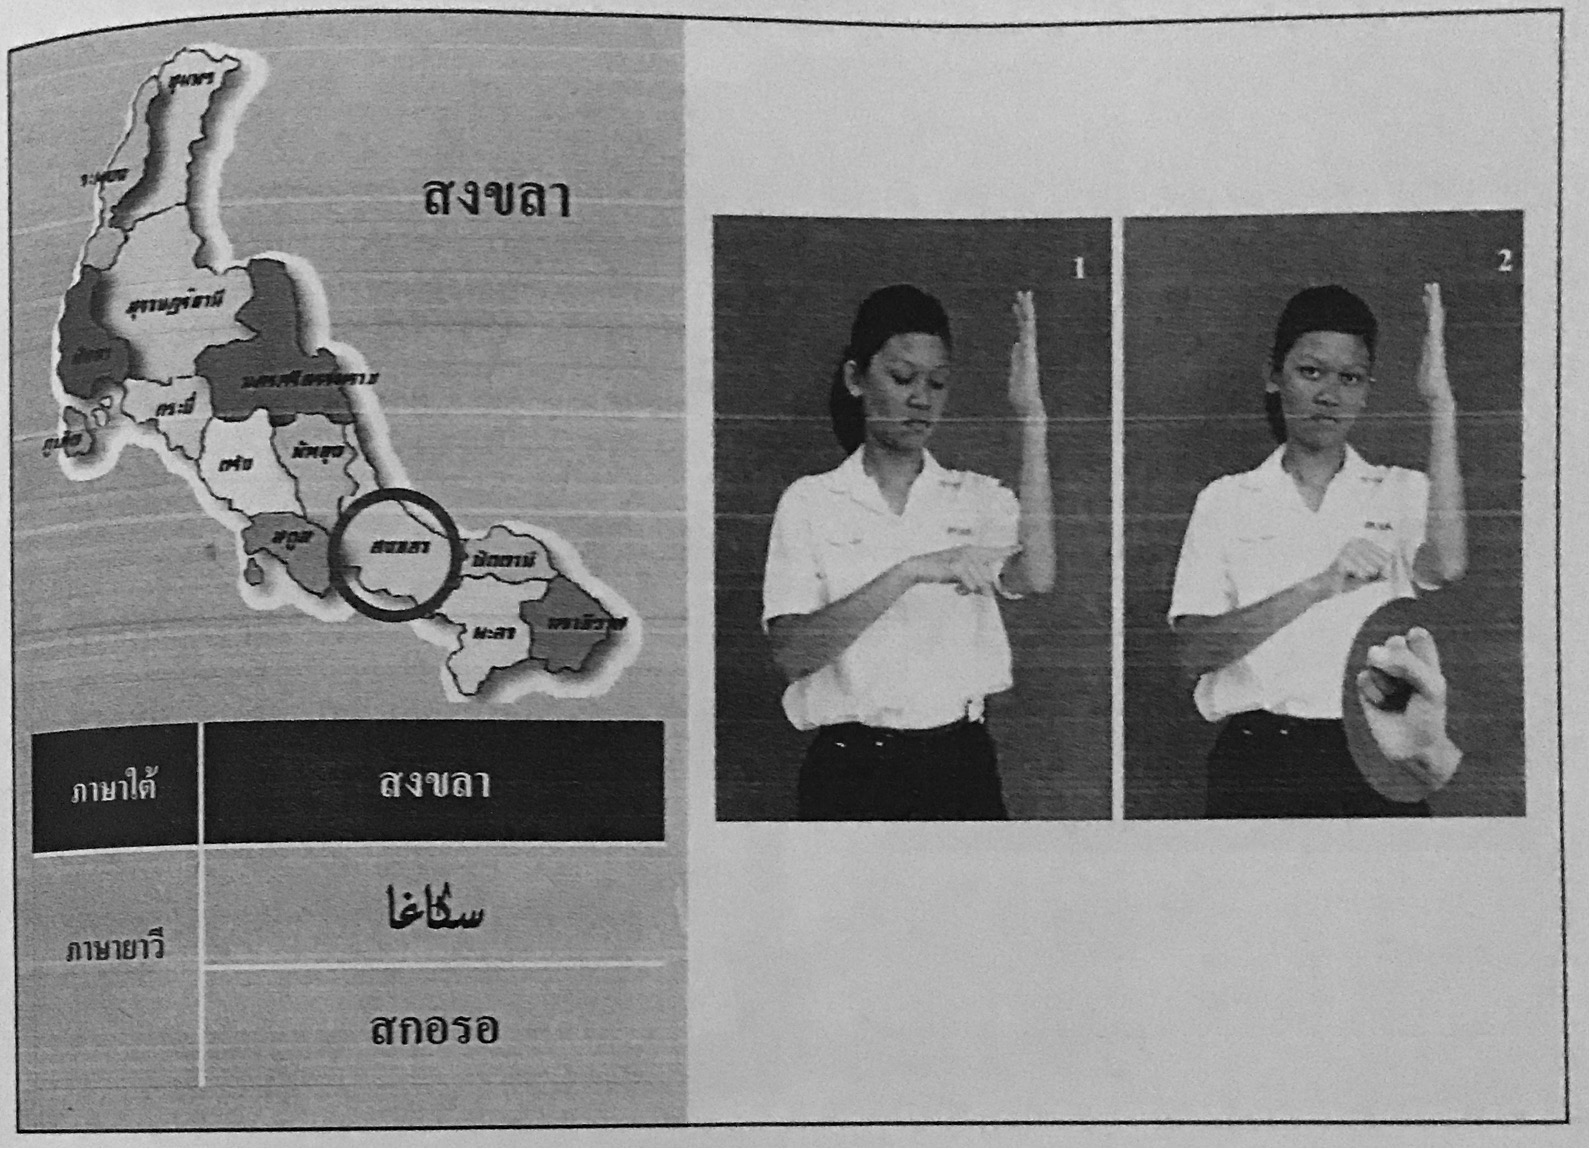 ชุมพร
ระนอง
สงขลา
สุราษฎร์ธานี
พังงา
นครศรีธรรมราช
กระบี่
ภูเก็ต
ตรัง
พัทลุง
สตูล
สงขลา
ปัตตานี
ยะลา
นราธิวาส
1
2
ภาษาใต้
สงขลา
ภาษายาวี
سڬاغا
สกอรอ